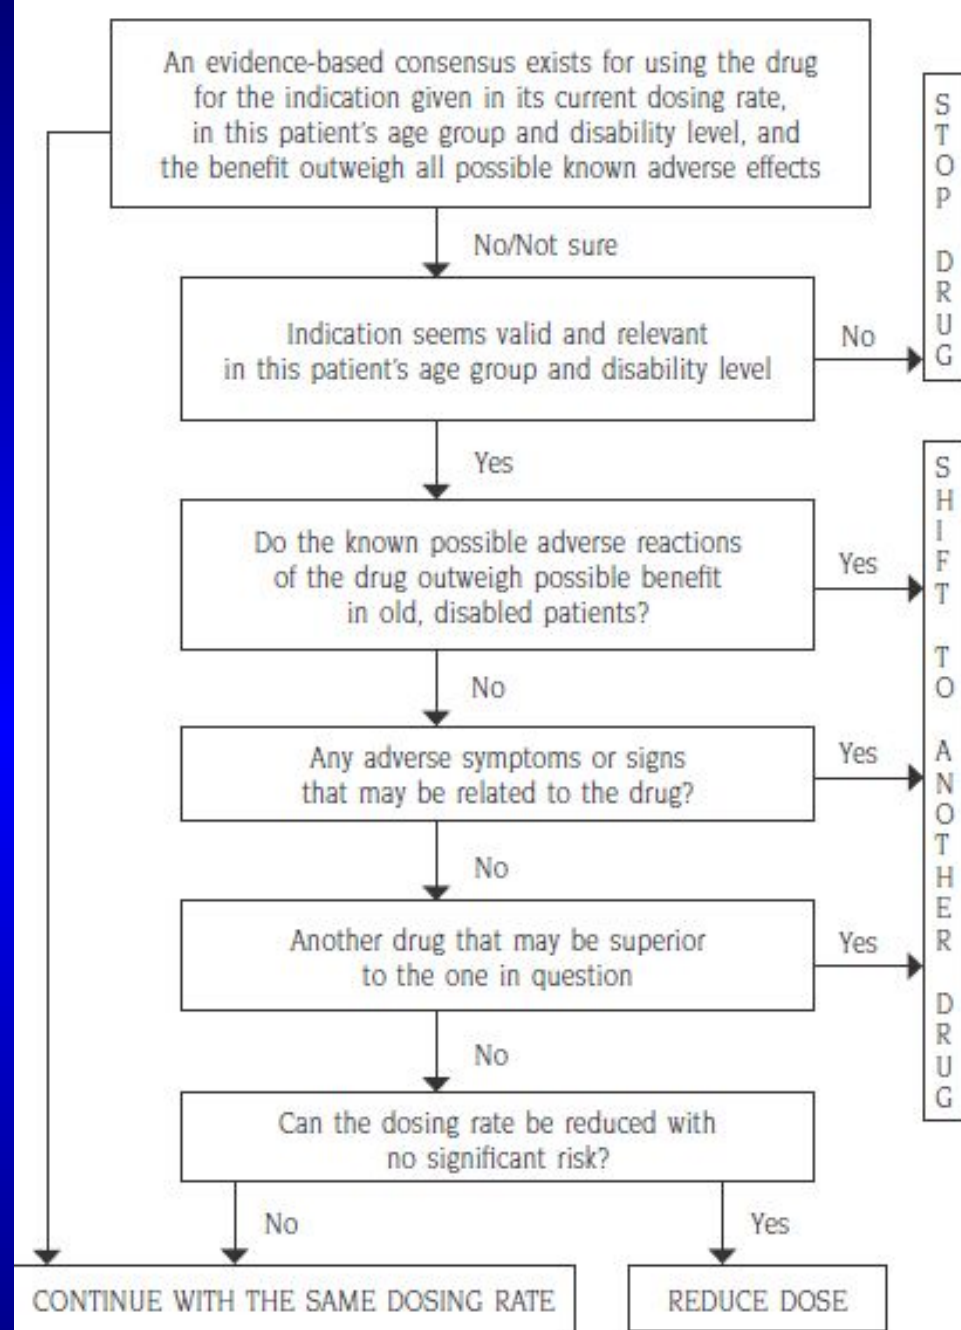 An evidence-based consensus exists for using the drug
for the indication given in its current dosing rate,
in this patient's age group and disability level, and
the benefit outweigh all possible known adverse effects
No/Not sure
Indication seems valid and relevant
in this patient's age group and disability level
No
STOP DRUG
Yes
Do the known possible adverse reactions
of the drug outweigh possible benefit
in old, disabled patients?
Yes
SHIFT TO ANOTHER DRUG
No
Any adverse symptoms or signs
that may be related to the drug?
Yes
No
Another drug that may be superior
to the one in question
Yes
No
Can the dosing rate be reduced with
no significant risk?
No
Yes
CONTINUE WITH THE SAME DOSING RATE
REDUCE DOSE